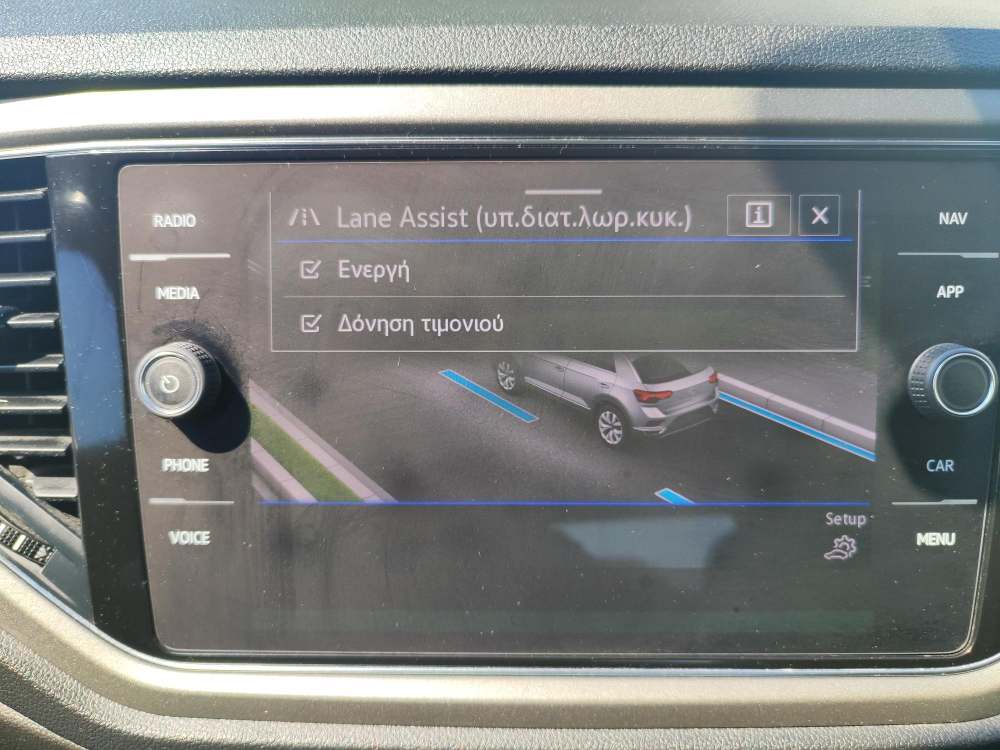 RADIO
MEDIA
PHONE
VOICE
Lane Assist (υπ.διατ.λωρ.κυκ.)
i
Ενεργή
Δόνηση τιμονιού
Setup
NAV
APP
CAR
MENU